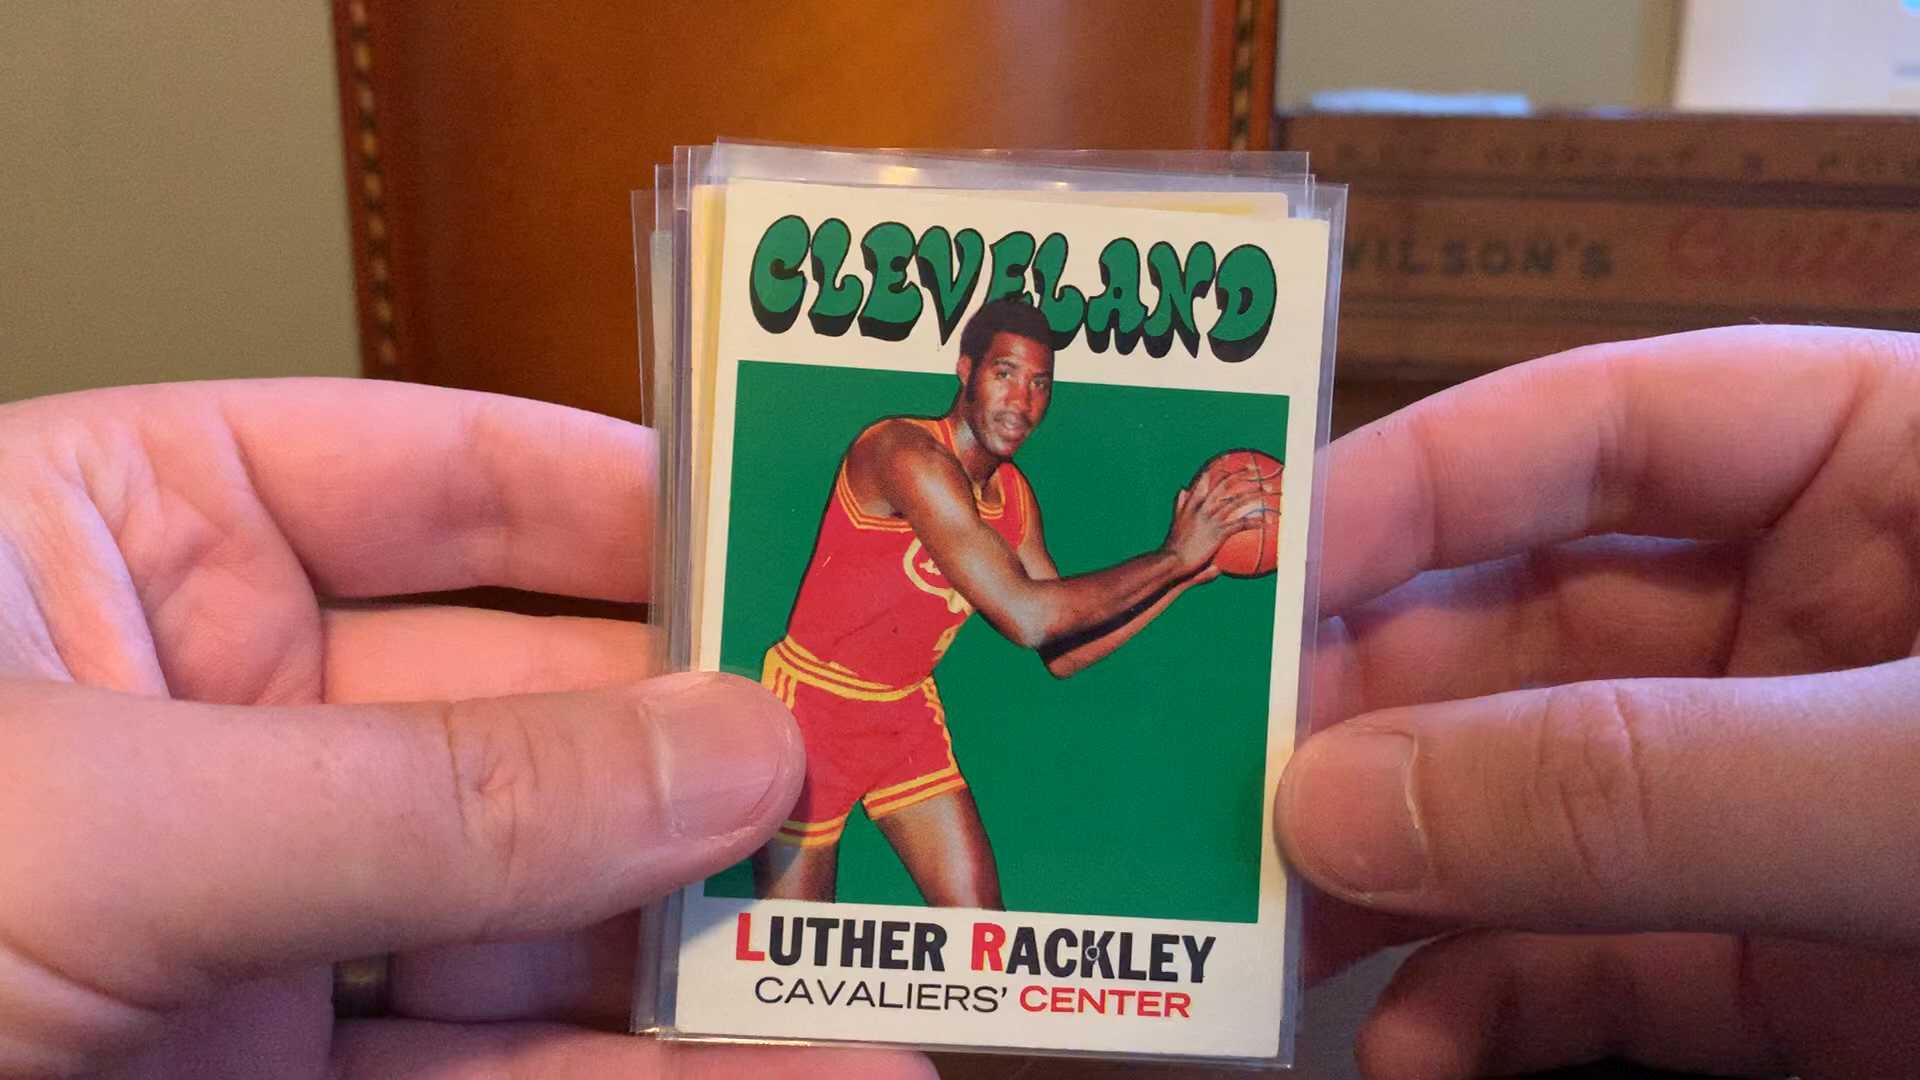 CLEVELAND
WILSON'S
LUTHER RACKLEY
CAVALIERS' CENTER